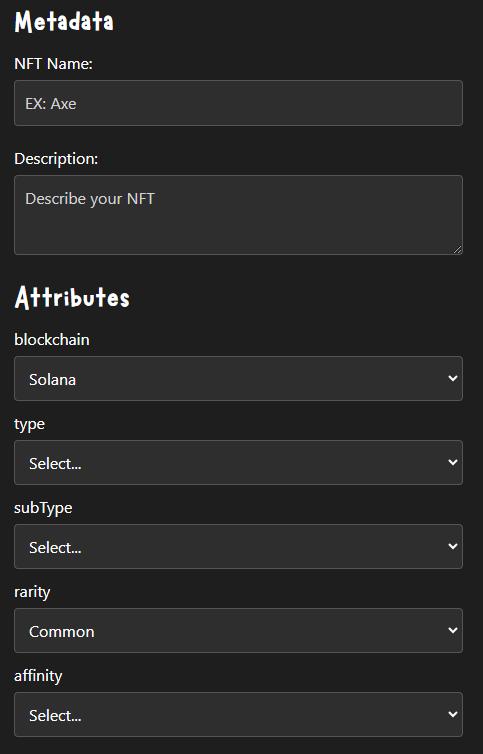 Metadata
NFT Name:
EX: Axe
Description:
Describe your NFT
Attributes
blockchain
Solana
type
Select...
subType
Select...
rarity
Common
affinity
Select...